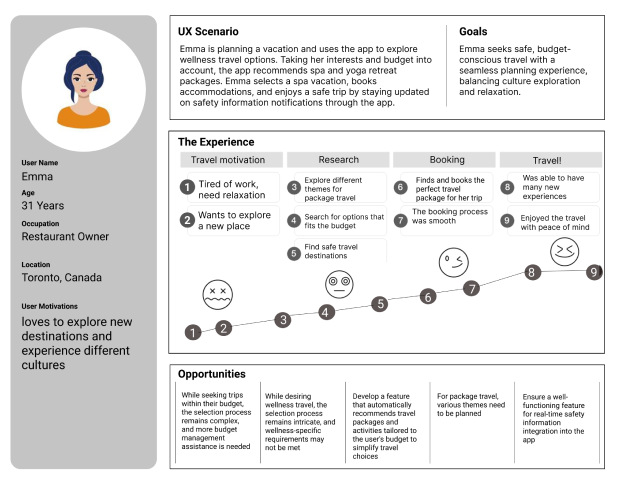 User Name
Emma
Age
31 Years
Occupation
Restaurant Owner
Location
Toronto, Canada
User Motivations
loves to explore new
destinations and
experience different
cultures
UX Scenario
Emma is planning a vacation and uses the app to explore
wellness travel options. Taking her interests and budget into
account, the app recommends spa and yoga retreat
packages. Emma selects a spa vacation, books
accommodations, and enjoys a safe trip by staying updated
on safety information notifications through the app.
Goals
Emma seeks safe, budget-
conscious travel with a
seamless planning experience,
balancing culture exploration
and relaxation.
The Experience
Travel motivation
1 Tired of work,
need relaxation
2 Wants to explore
a new place
Research
3 Explore different
themes for
package travel
4 Search for options that
fits the budget
5 Find safe travel
destinations
Booking
6 Finds and books the
perfect travel
package for her trip
7 The booking process
was smooth
Travel!
8 Was able to have
many new
experiences
9 Enjoyed the travel
with peace of mind
1 2 3 4 5 6 7 8 9
Opportunities
While seeking trips
within their budget,
the selection process
remains complex,
and more budget
management
assistance is needed
While desiring
wellness travel, the
selection process
remains intricate, and
wellness-specific
requirements may
not be met
Develop a feature
that automatically
recommends travel
packages and
activities tailored to
the user's budget to
simplify travel
choices
For package travel,
various themes need
to be planned
Ensure a well-
functioning feature
for real-time safety
information
integration into the
app